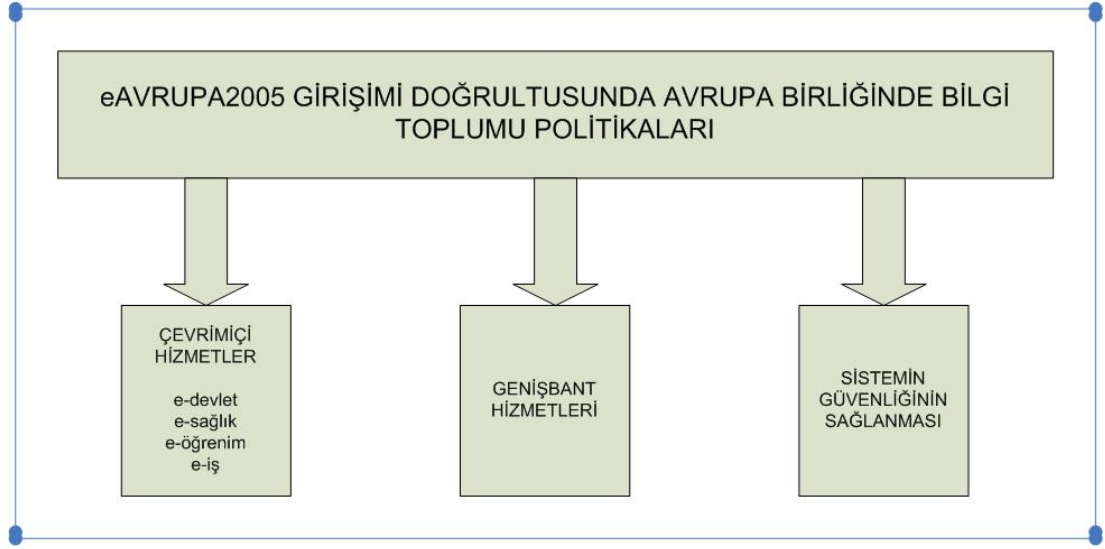 eAVRUPA2005 GİRİŞİMİ DOĞRULTUSUNDA AVRUPA BİRLİĞİNDE BİLGİ
TOPLUMU POLİTİKALARI
ÇEVRİMİÇİ
HİZMETLER
e-devlet
e-sağlık
e-öğrenim
e-iş
GENİŞBANT
HİZMETLERİ
SİSTEMİN
GÜVENLİĞİNİN
SAĞLANMASI